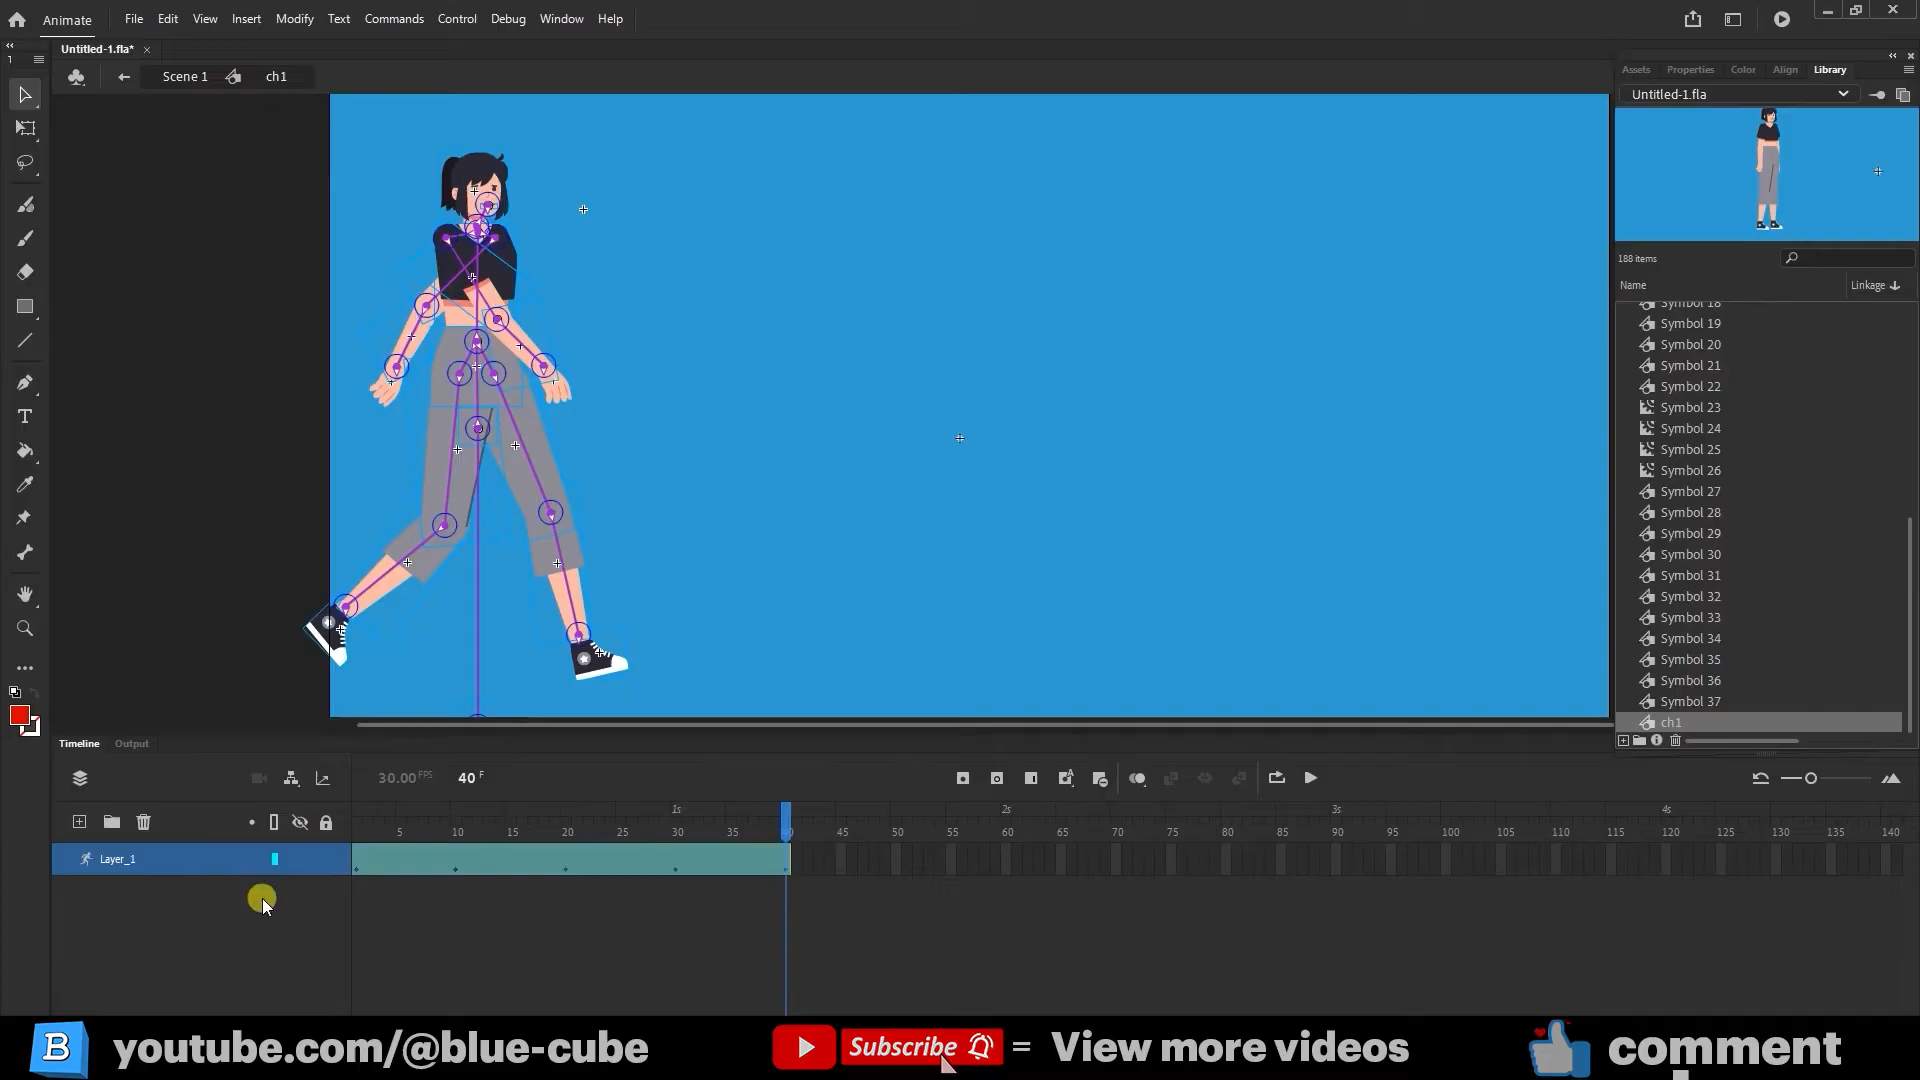 Animate
File Edit View Insert Modify Text Commands Control Debug Window Help
Untitled-1.fla*
1
Scene 1 ch1
Assets Properties Color Align Library
Untitled-1.fla
188 items
Name Linkage
Symbol 18
Symbol 19
Symbol 20
Symbol 21
Symbol 22
Symbol 23
Symbol 24
Symbol 25
Symbol 26
Symbol 27
Symbol 28
Symbol 29
Symbol 30
Symbol 31
Symbol 32
Symbol 33
Symbol 34
Symbol 35
Symbol 36
Symbol 37
ch1
Timeline Output
30.00 FPS 40 F
1s 2s 3s 4s
5 10 15 20 25 30 35 45 50 55 60 65 70 75 80 85 90 95 100 105 110 115 120 125 130 135 140
Layer_1
B youtube.com/@blue-cube Subscribe = View more videos comment